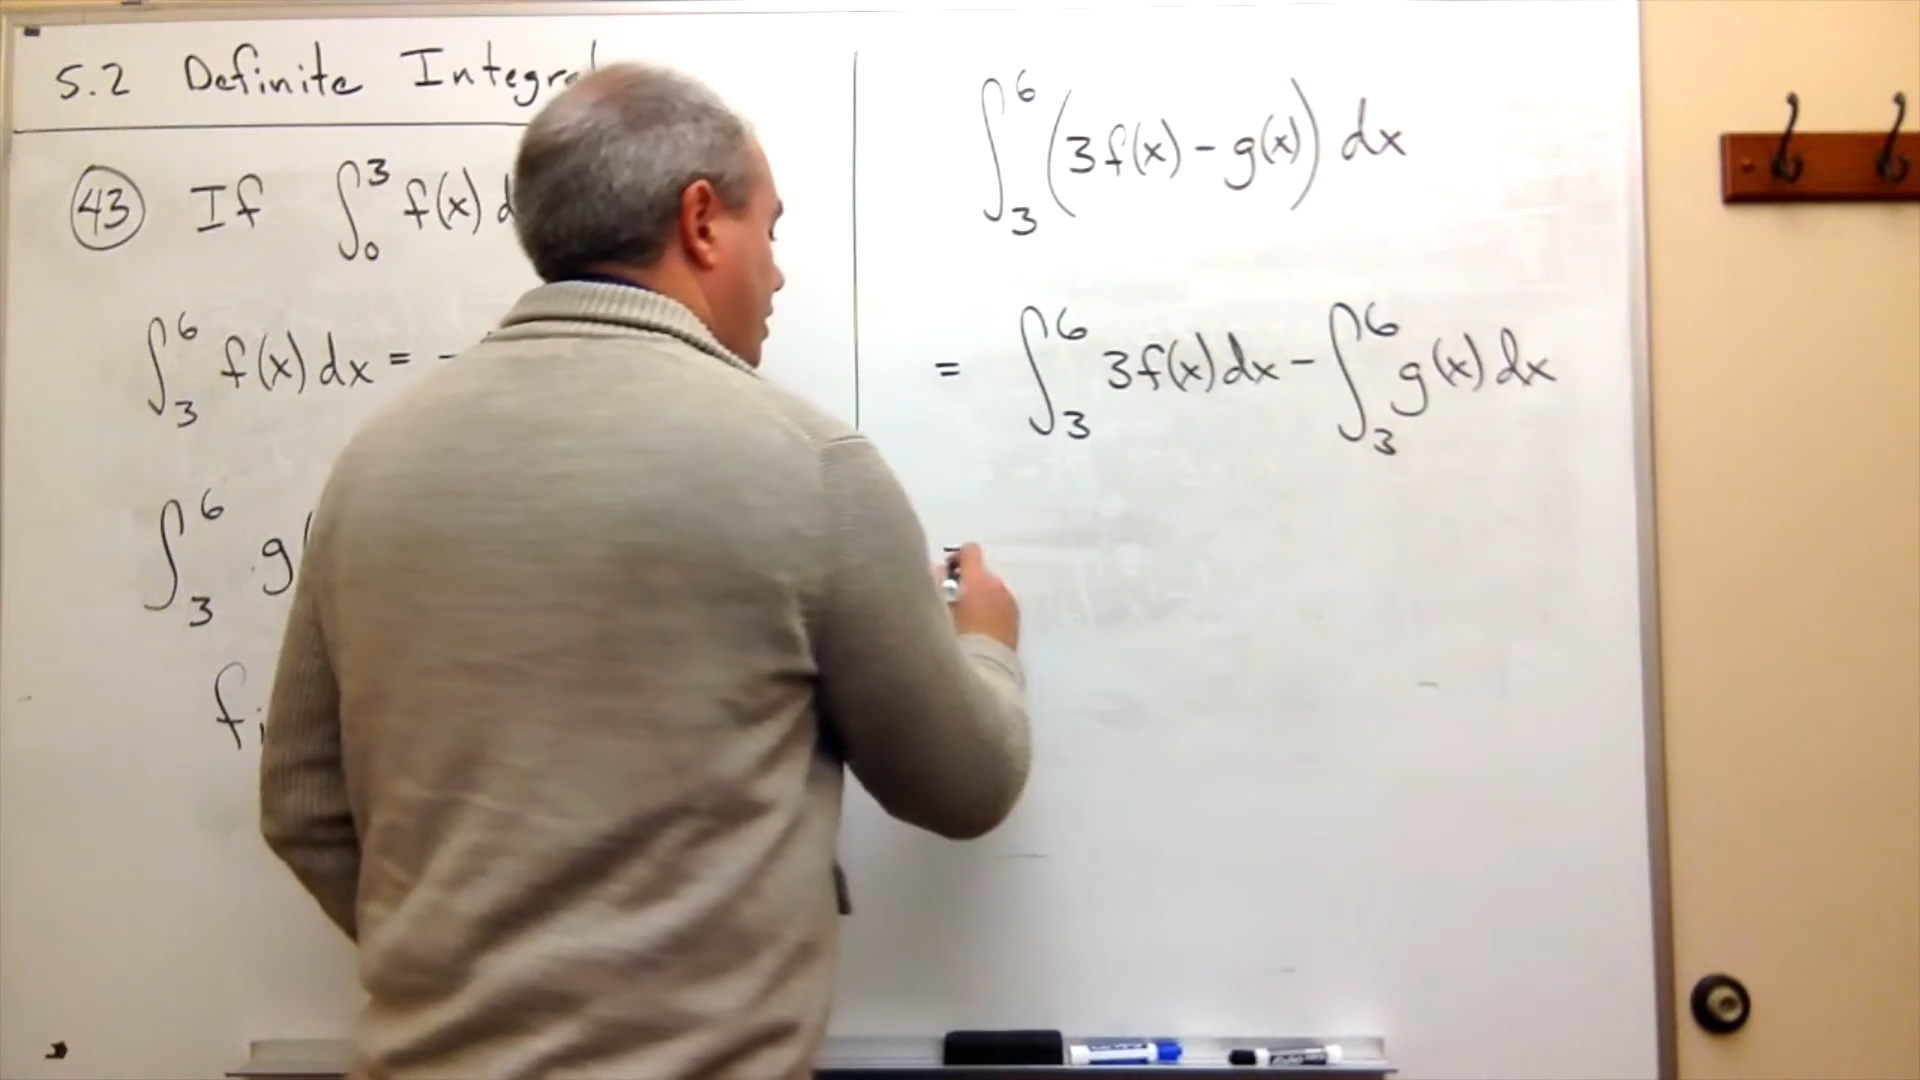 5.2 Definite Integral
43 If ∫₀³ f(x) d
∫₃⁶ f(x) dx = -
∫₃⁶ g(
fi
∫₃⁶ (3f(x) - g(x)) dx
= ∫₃⁶ 3f(x) dx - ∫₃⁶ g(x) dx